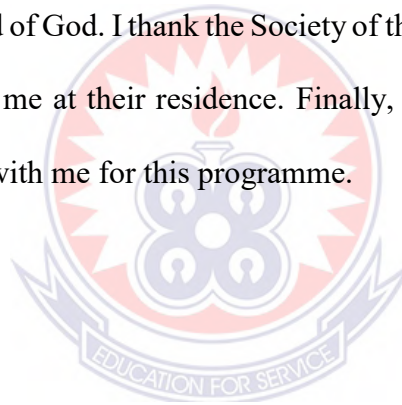 d of God. I thank the Society of th
me at their residence. Finally,
with me for this programme.
EDUCATION FOR SERVICE